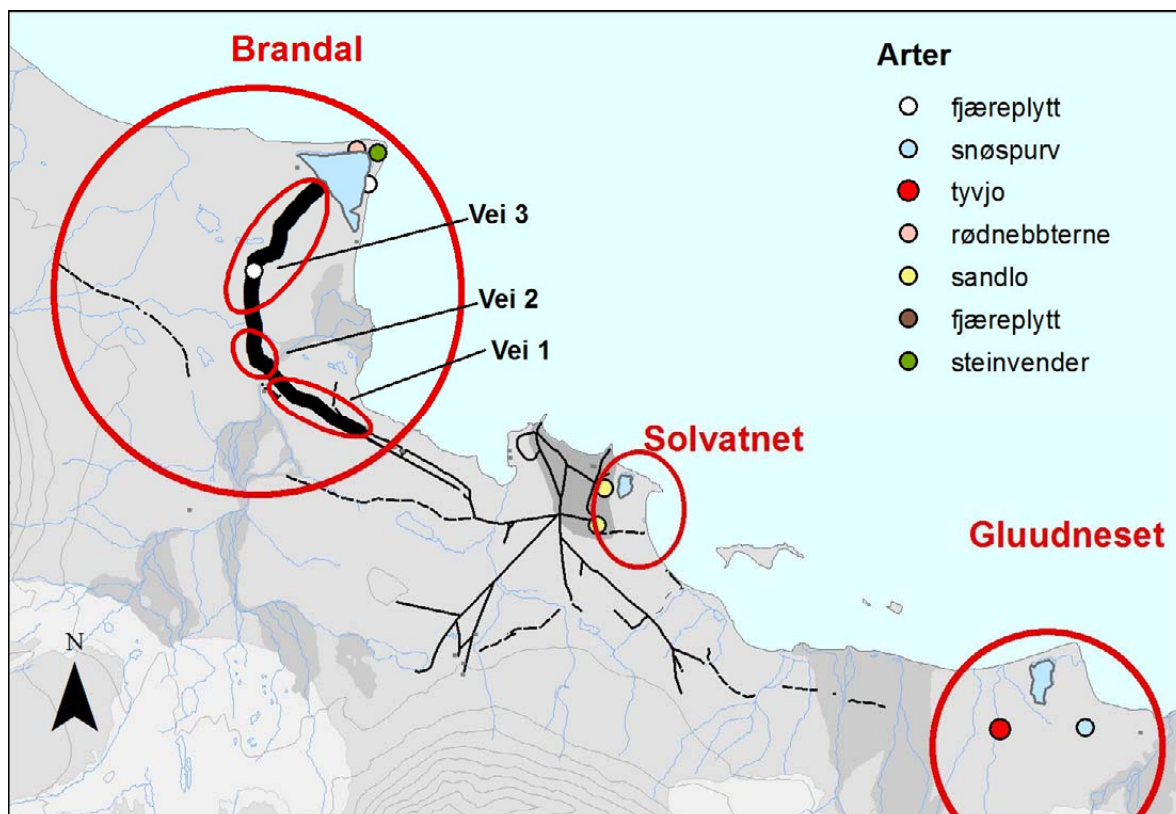 Brandal
Arter
fjæreplytt
snøspurv
tyvjo
rødnebbterne
sandlo
fjæreplytt
steinvender
Vei 3
Vei 2
Vei 1
Solvatnet
Gluudneset
N